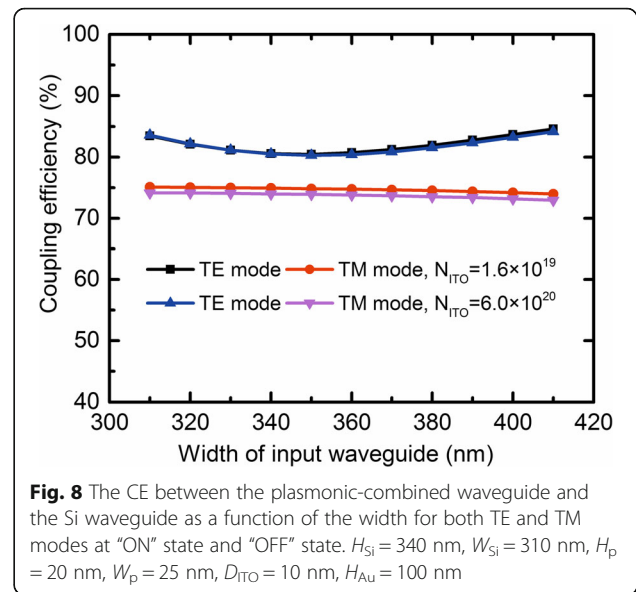 100
90
80
70
60
50
40
300 320 340 360 380 400 420
Coupling efficiency (%)
Width of input waveguide (nm)
TE mode TM mode, N_ITO=1.6×10^19
TE mode TM mode, N_ITO=6.0×10^20
Fig. 8 The CE between the plasmonic-combined waveguide and
the Si waveguide as a function of the width for both TE and TM
modes at “ON” state and “OFF” state. H_Si = 340 nm, W_Si = 310 nm, H_p
= 20 nm, W_p = 25 nm, D_ITO = 10 nm, H_Au = 100 nm